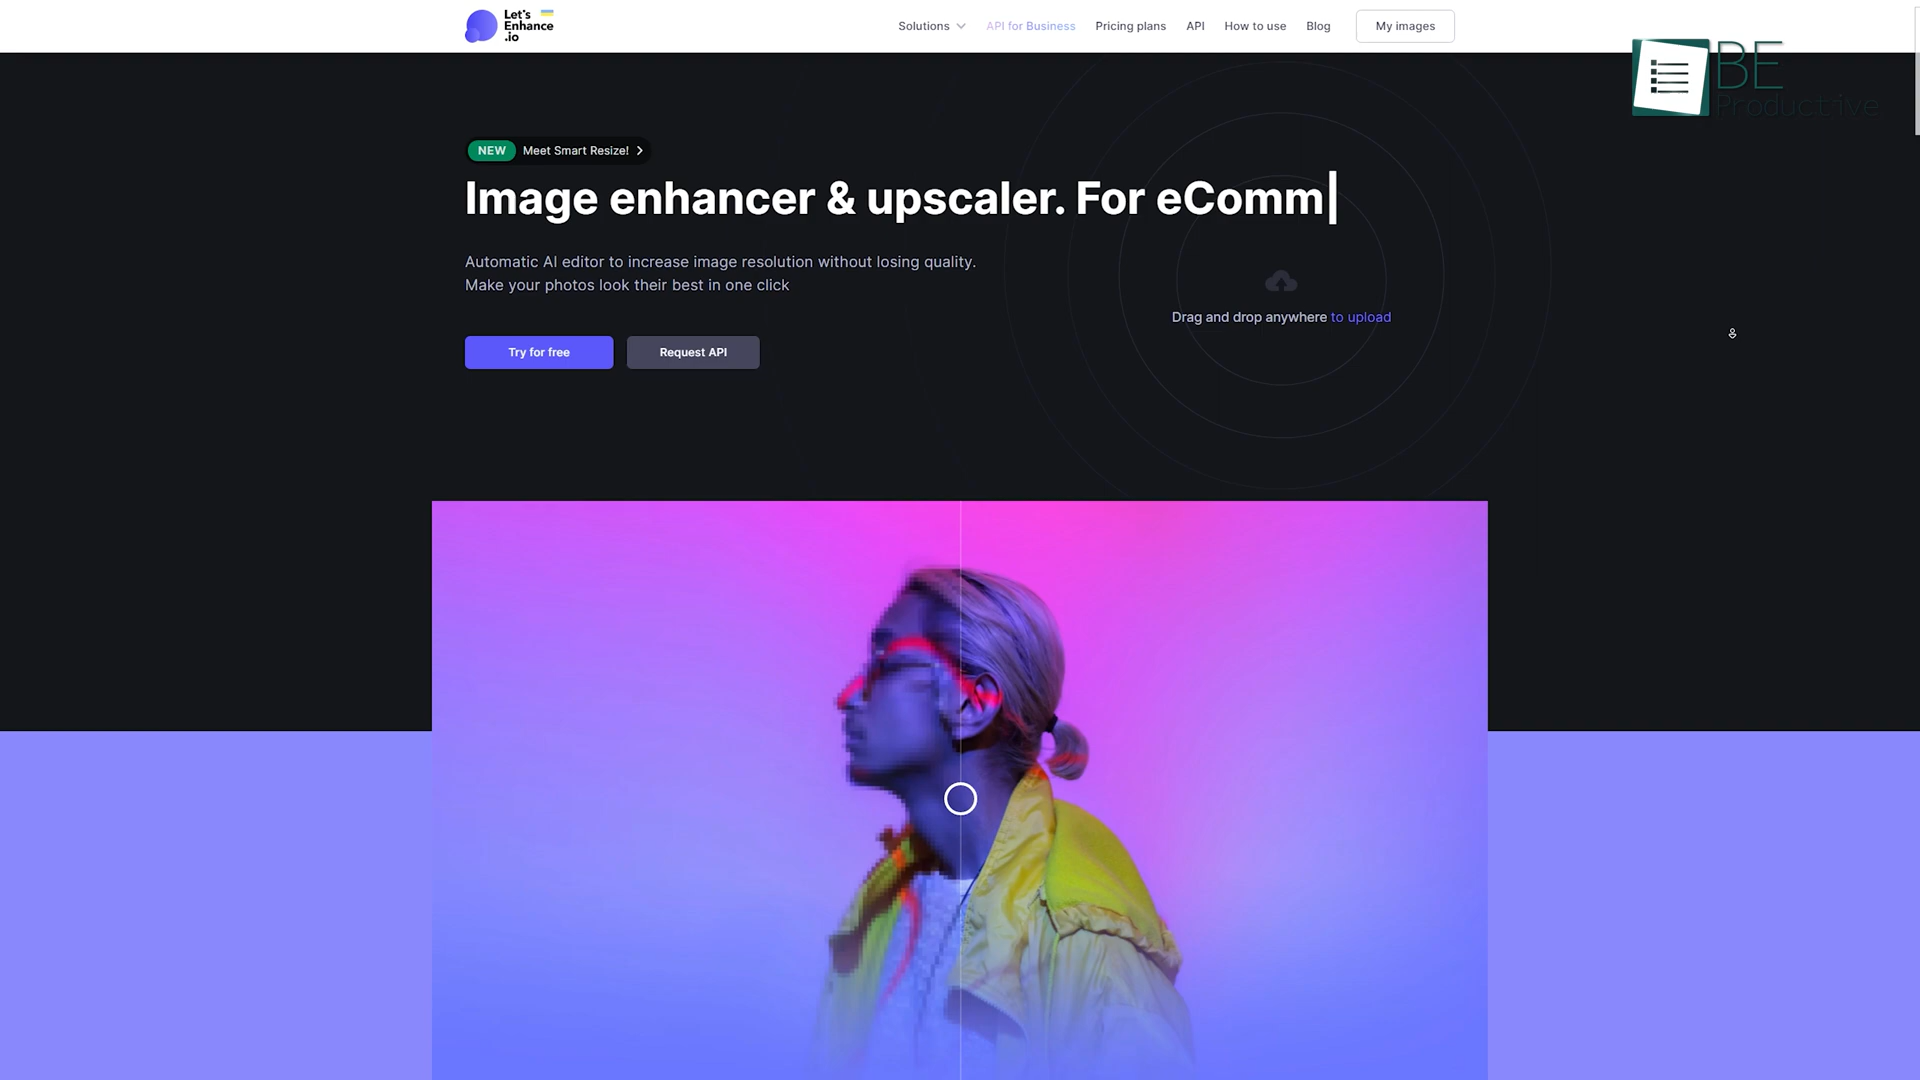 Let's
Enhance
.io
Solutions
API for Business
Pricing plans
API
How to use
Blog
My images
BE
Productive
NEW Meet Smart Resize!
Image enhancer & upscaler. For eComm
Automatic AI editor to increase image resolution without losing quality.
Make your photos look their best in one click
Drag and drop anywhere to upload
Try for free
Request API